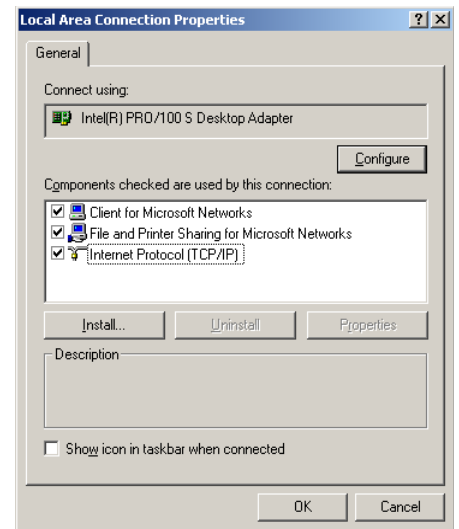 Local Area Connection Properties
General
Connect using:
Intel(R) PRO/100 S Desktop Adapter
Configure
Components checked are used by this connection:
Client for Microsoft Networks
File and Printer Sharing for Microsoft Networks
Internet Protocol (TCP/IP)
Install... Uninstall Properties
Description
Show icon in taskbar when connected
OK Cancel